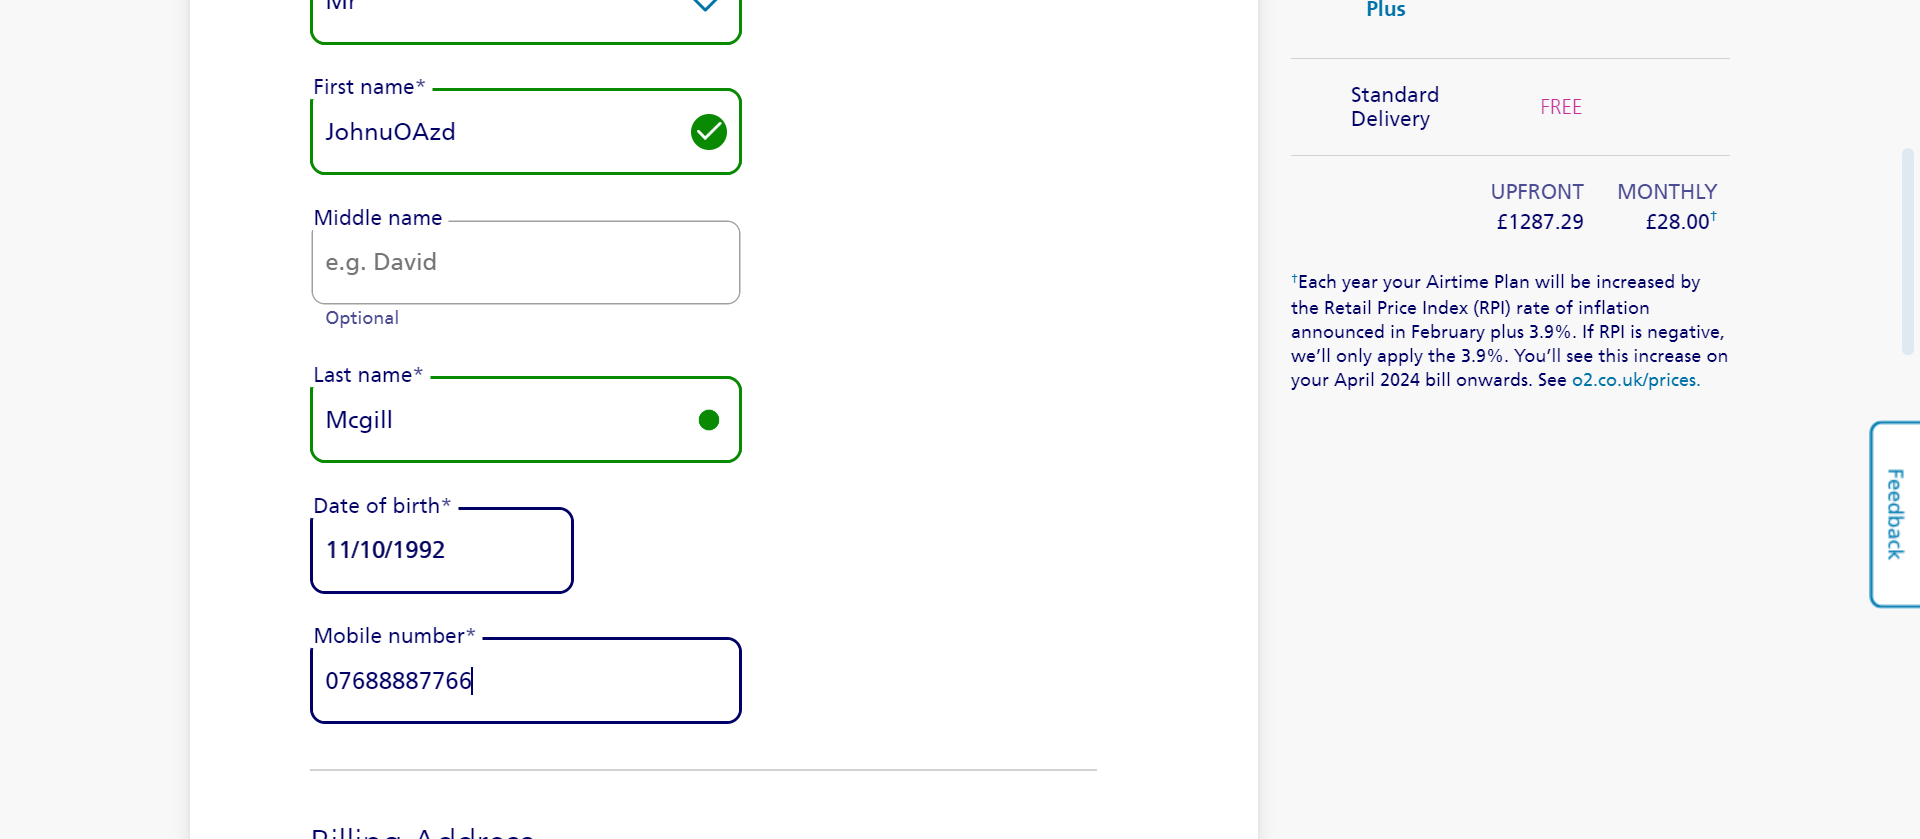 Mr
First name*
JohnuOAzd
Middle name
e.g. David
Optional
Last name*
Mcgill
Date of birth*
11/10/1992
Mobile number*
07688887766
Billing Address
Plus
Standard
Delivery
FREE
UPFRONT MONTHLY
£1287.29 £28.00†
†Each year your Airtime Plan will be increased by
the Retail Price Index (RPI) rate of inflation
announced in February plus 3.9%. If RPI is negative,
we’ll only apply the 3.9%. You’ll see this increase on
your April 2024 bill onwards. See o2.co.uk/prices.
Feedback